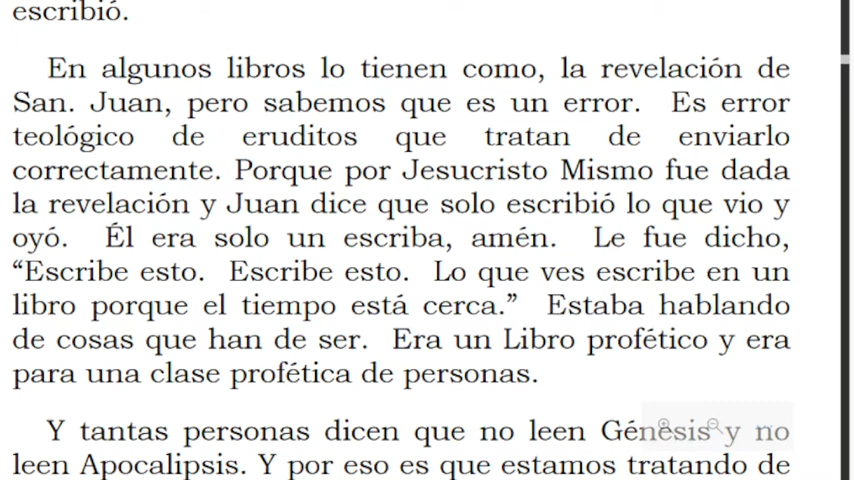 escribió.
En algunos libros lo tienen como, la revelación de
San. Juan, pero sabemos que es un error. Es error
teológico de eruditos que tratan de enviarlo
correctamente. Porque por Jesucristo Mismo fue dada
la revelación y Juan dice que solo escribió lo que vio y
oyó. Él era solo un escriba, amén. Le fue dicho,
“Escribe esto. Escribe esto. Lo que ves escribe en un
libro porque el tiempo está cerca.” Estaba hablando
de cosas que han de ser. Era un Libro profético y era
para una clase profética de personas.
Y tantas personas dicen que no leen Génesis y no
leen Apocalipsis. Y por eso es que estamos tratando de